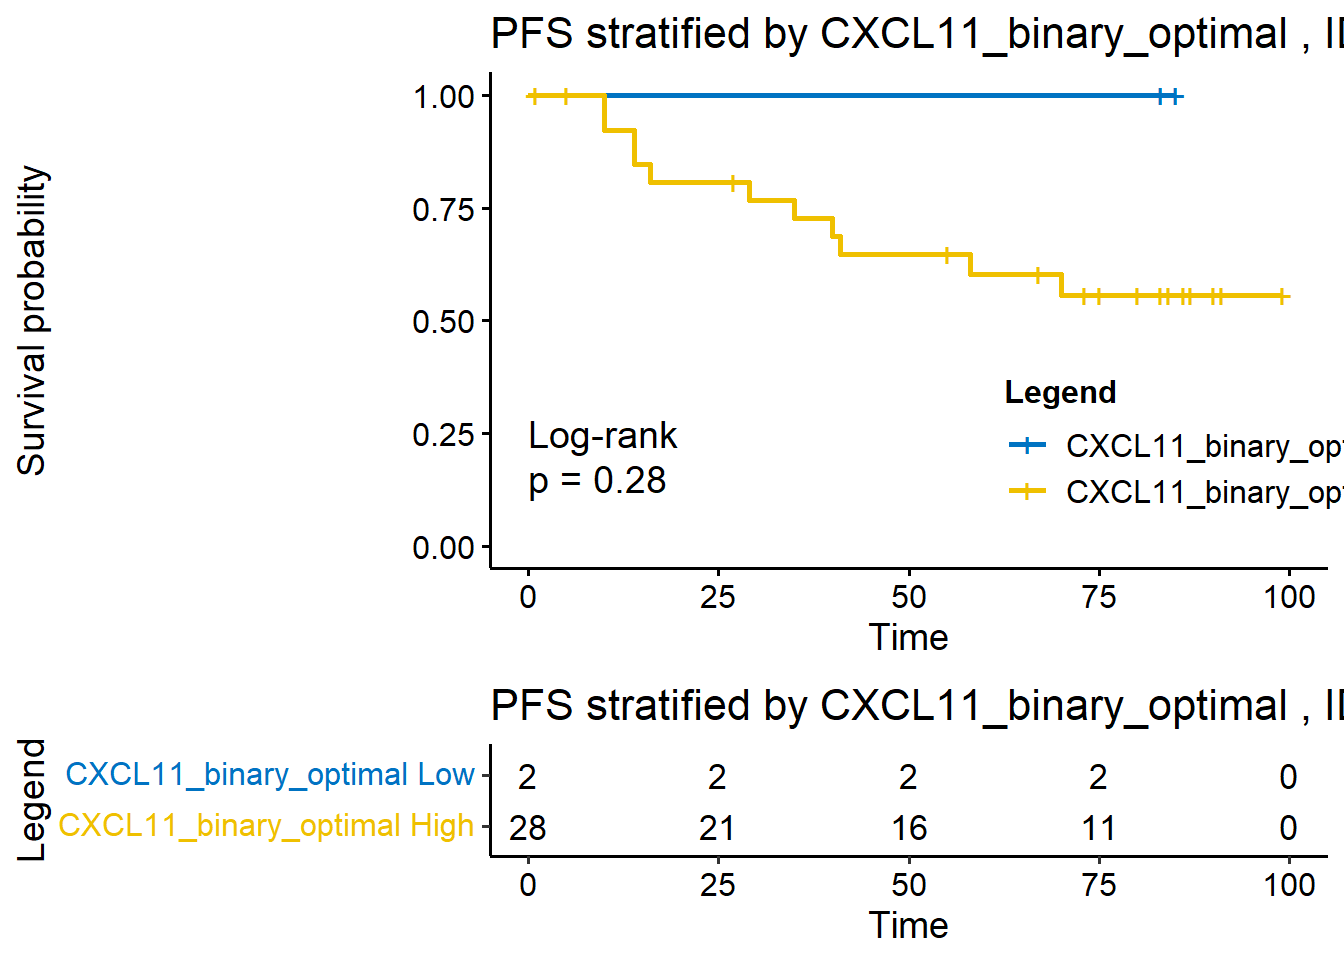 PFS stratified by CXCL11_binary_optimal , I
Survival probability
1.00
0.75
0.50
0.25
0.00
Log-rank
p = 0.28
Legend
CXCL11_binary_op
CXCL11_binary_op
0 25 50 75 100
Time
PFS stratified by CXCL11_binary_optimal , I
Legend
CXCL11_binary_optimal Low 2 2 2 2 0
CXCL11_binary_optimal High 28 21 16 11 0
0 25 50 75 100
Time